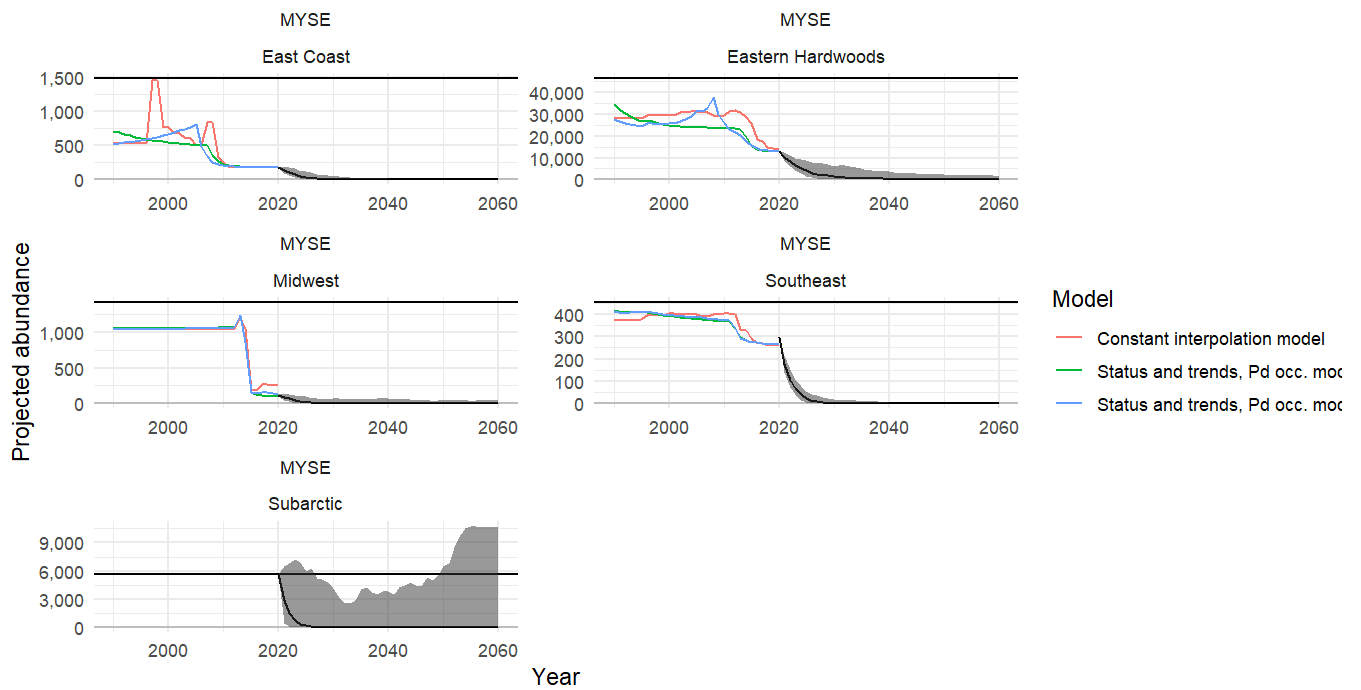 MYSE
MYSE
East Coast
Eastern Hardwoods
1,500
1,000
500
0
40,000
30,000
20,000
10,000
0
2000 2020 2040 2060
2000 2020 2040 2060
MYSE
MYSE
Midwest
Southeast
1,000
500
0
400
300
200
100
0
2000 2020 2040 2060
2000 2020 2040 2060
MYSE
Subarctic
9,000
6,000
3,000
0
2000 2020 2040 2060
Projected abundance
Year
Model
Constant interpolation model
Status and trends, Pd occ.
Status and trends, Pd occ.